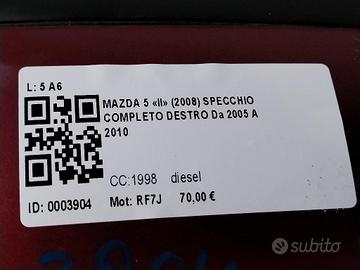 L: 5 A6
MAZDA 5 «II» (2008) SPECCHIO
COMPLETO DESTRO Da 2005 A
2010
CC:1998 diesel
ID: 0003904 Mot: RF7J 70,00 €
subito